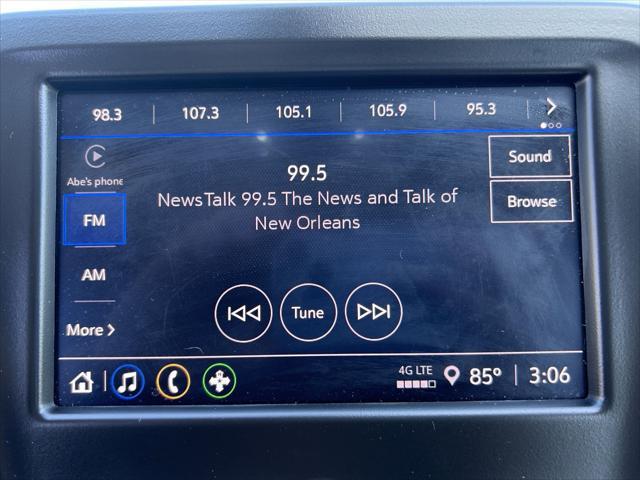 98.3 107.3 105.1 105.9 95.3
Abe's phone
FM
AM
More
99.5
NewsTalk 99.5 The News and Talk of
New Orleans
Sound
Browse
Tune
4G LTE
85° 3:06